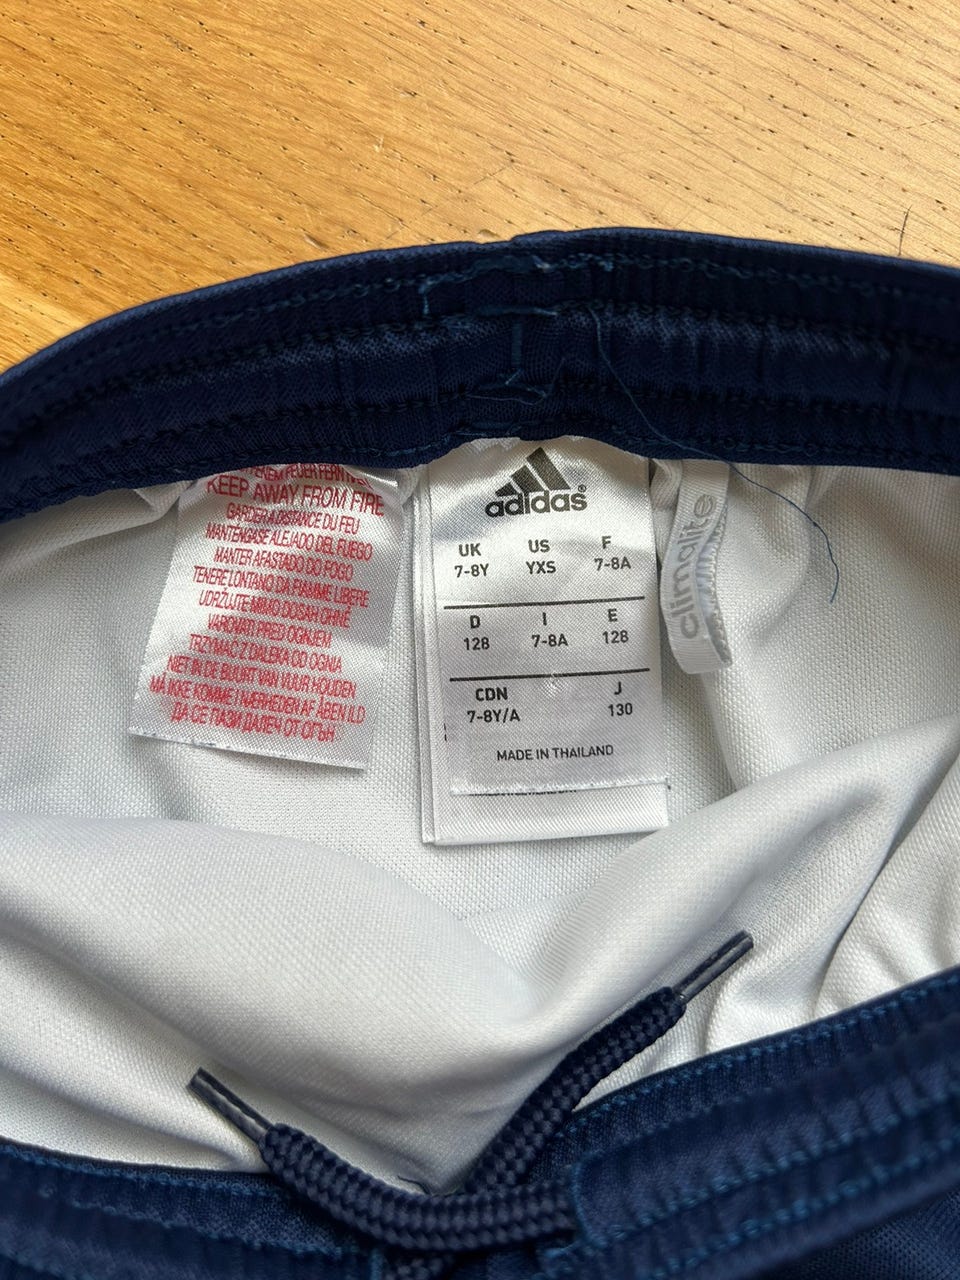 KEEP AWAY FROM FIRE
GARDER A DISTANCE DU FEU
MANTENGASE ALEJADO DEL FUEGO
MANTER AFASTADO DO FOGO
TENERE LONTANO DA FIAMME LIBERE
UDRZUJTE MIMO DOSAH OHNĚ
VAROVATI PRED OGNJEM
TRZYMAĆ Z DALEKA OD OGNIA
NIET IN DE BUURT VAN VUUR HOUDEN
MÅ IKKE KOMME I NÆRHEDEN AF ÅBEN ILD
ДА СЕ ПАЗИ ДАЛЕЧ ОТ ОГЪН
adidas®
UK US F
7-8Y YXS 7-8A
D I E
128 7-8A 128
CDN J
7-8Y/A 130
MADE IN THAILAND
climalite